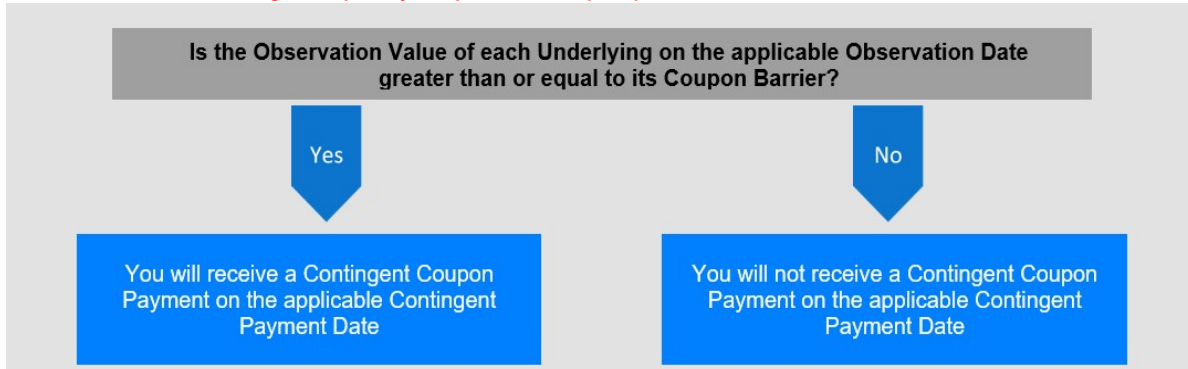 Is the Observation Value of each Underlying on the applicable Observation Date
greater than or equal to its Coupon Barrier?
Yes
No
You will receive a Contingent Coupon
Payment on the applicable Contingent
Payment Date
You will not receive a Contingent Coupon
Payment on the applicable Contingent
Payment Date